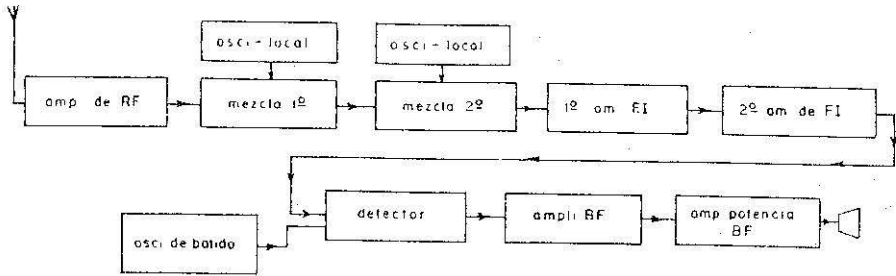 osci-local
osci-local
amp. de RF
mezcla 1º
mezcla 2º
1º am F.I
2º am de FI
detector
ampli BF
amp potencia
BF
osci de batido